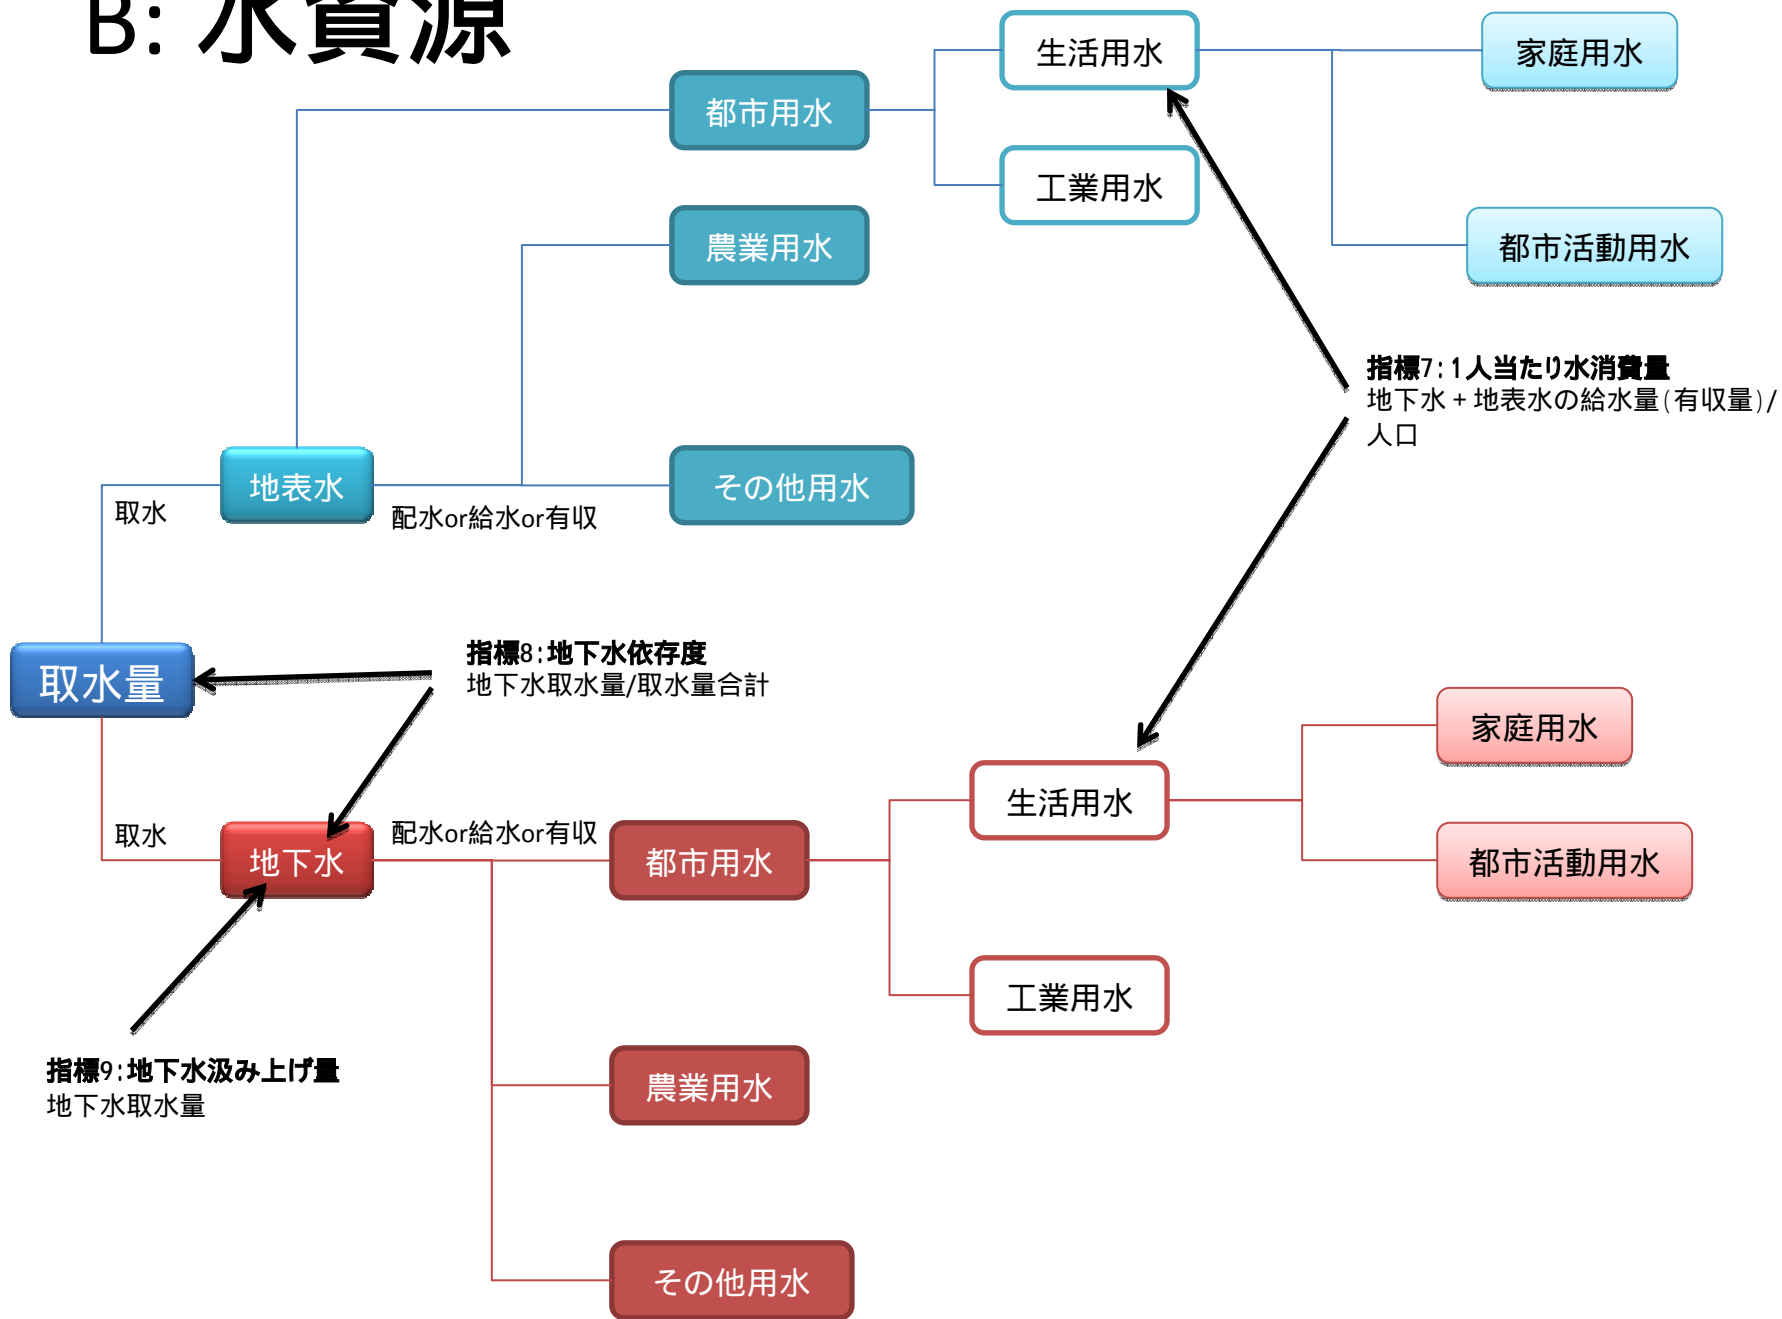 B: 水資源
生活用水
家庭用水
都市用水
工業用水
農業用水
都市活動用水
指標7:1人当たり水消費量
地下水 + 地表水の給水量(有収量)/
人口
地表水
その他用水
取水
配水or給水or有収
指標8:地下水依存度
地下水取水量/取水量合計
取水量
家庭用水
生活用水
取水
配水or給水or有収
地下水
都市用水
都市活動用水
工業用水
指標9:地下水汲み上げ量
地下水取水量
農業用水
その他用水